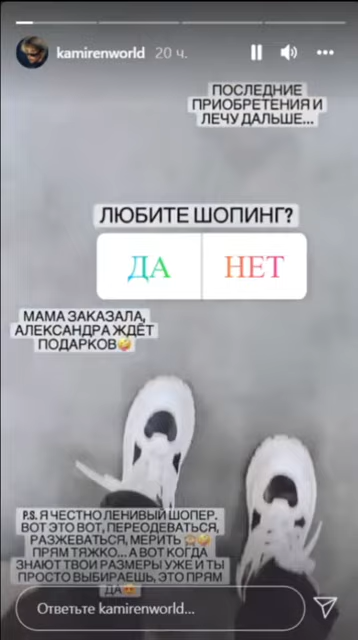 kamirenworld 20 ч.
ПОСЛЕДНИЕ
ПРИОБРЕТЕНИЯ И
ЛЕЧУ ДАЛЬШЕ...
ЛЮБИТЕ ШОПИНГ?
ДА НЕТ
МАМА ЗАКАЗАЛА,
АЛЕКСАНДРА ЖДЁТ
ПОДАРКОВ🤣
P.S. Я ЧЕСТНО ЛЕНИВЫЙ ШОПЕР.
ВОТ ЭТО ВОТ, ПЕРЕОДЕВАТЬСЯ,
РАЗЖЕВАТЬСЯ, МЕРИТЬ 🙈🤣
ПРЯМ ТЯЖКО... А ВОТ КОГДА
ЗНАЮТ ТВОИ РАЗМЕРЫ УЖЕ И ТЫ
ПРОСТО ВЫБИРАЕШЬ, ЭТО ПРЯМ
ДА😍
Ответьте kamirenworld...